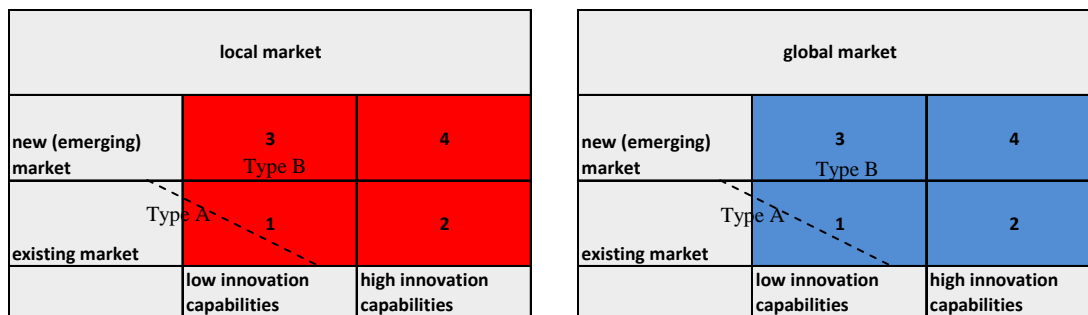 local market
new (emerging)
market
3
4
Type B
Type A
1
2
existing market
low innovation
capabilities
high innovation
capabilities
global market
new (emerging)
market
3
4
Type B
Type A
1
2
existing market
low innovation
capabilities
high innovation
capabilities